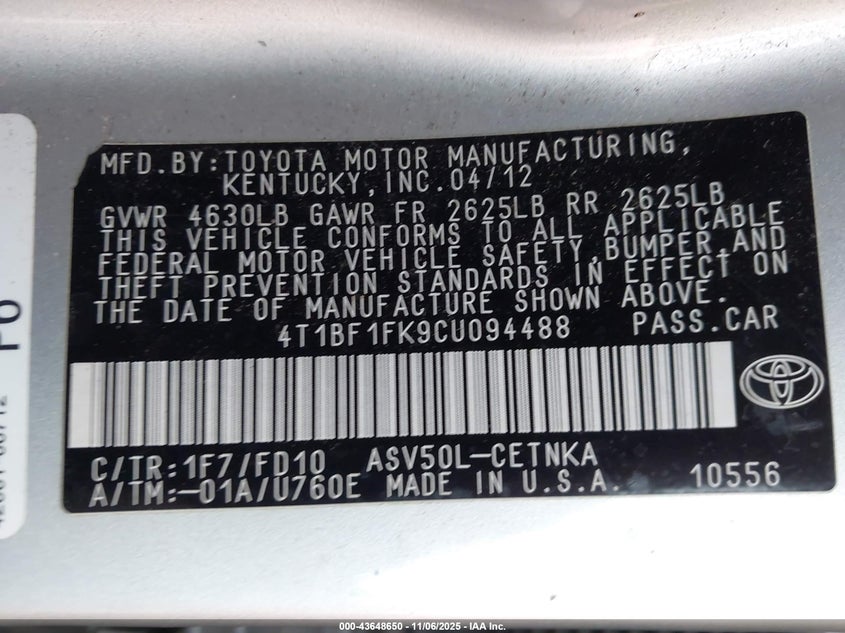 MFD.BY:TOYOTA MOTOR MANUFACTURING,
KENTUCKY,INC.04/12
GVWR 4630LB GAWR FR 2625LB RR 2625LB
THIS VEHICLE CONFORMS TO ALL APPLICABLE
FEDERAL MOTOR VEHICLE SAFETY,BUMPER,AND
THEFT PREVENTION STANDARDS IN EFFECT ON
THE DATE OF MANUFACTURE SHOWN ABOVE.
4T1BF1FK9CU094488 PASS.CAR
C/TR:1F7/FD10 ASV50L-CETNKA
A/TM:-01A/U760E MADE IN U.S.A. 10556
000-43648650 - 11/06/2025 - IAA Inc.